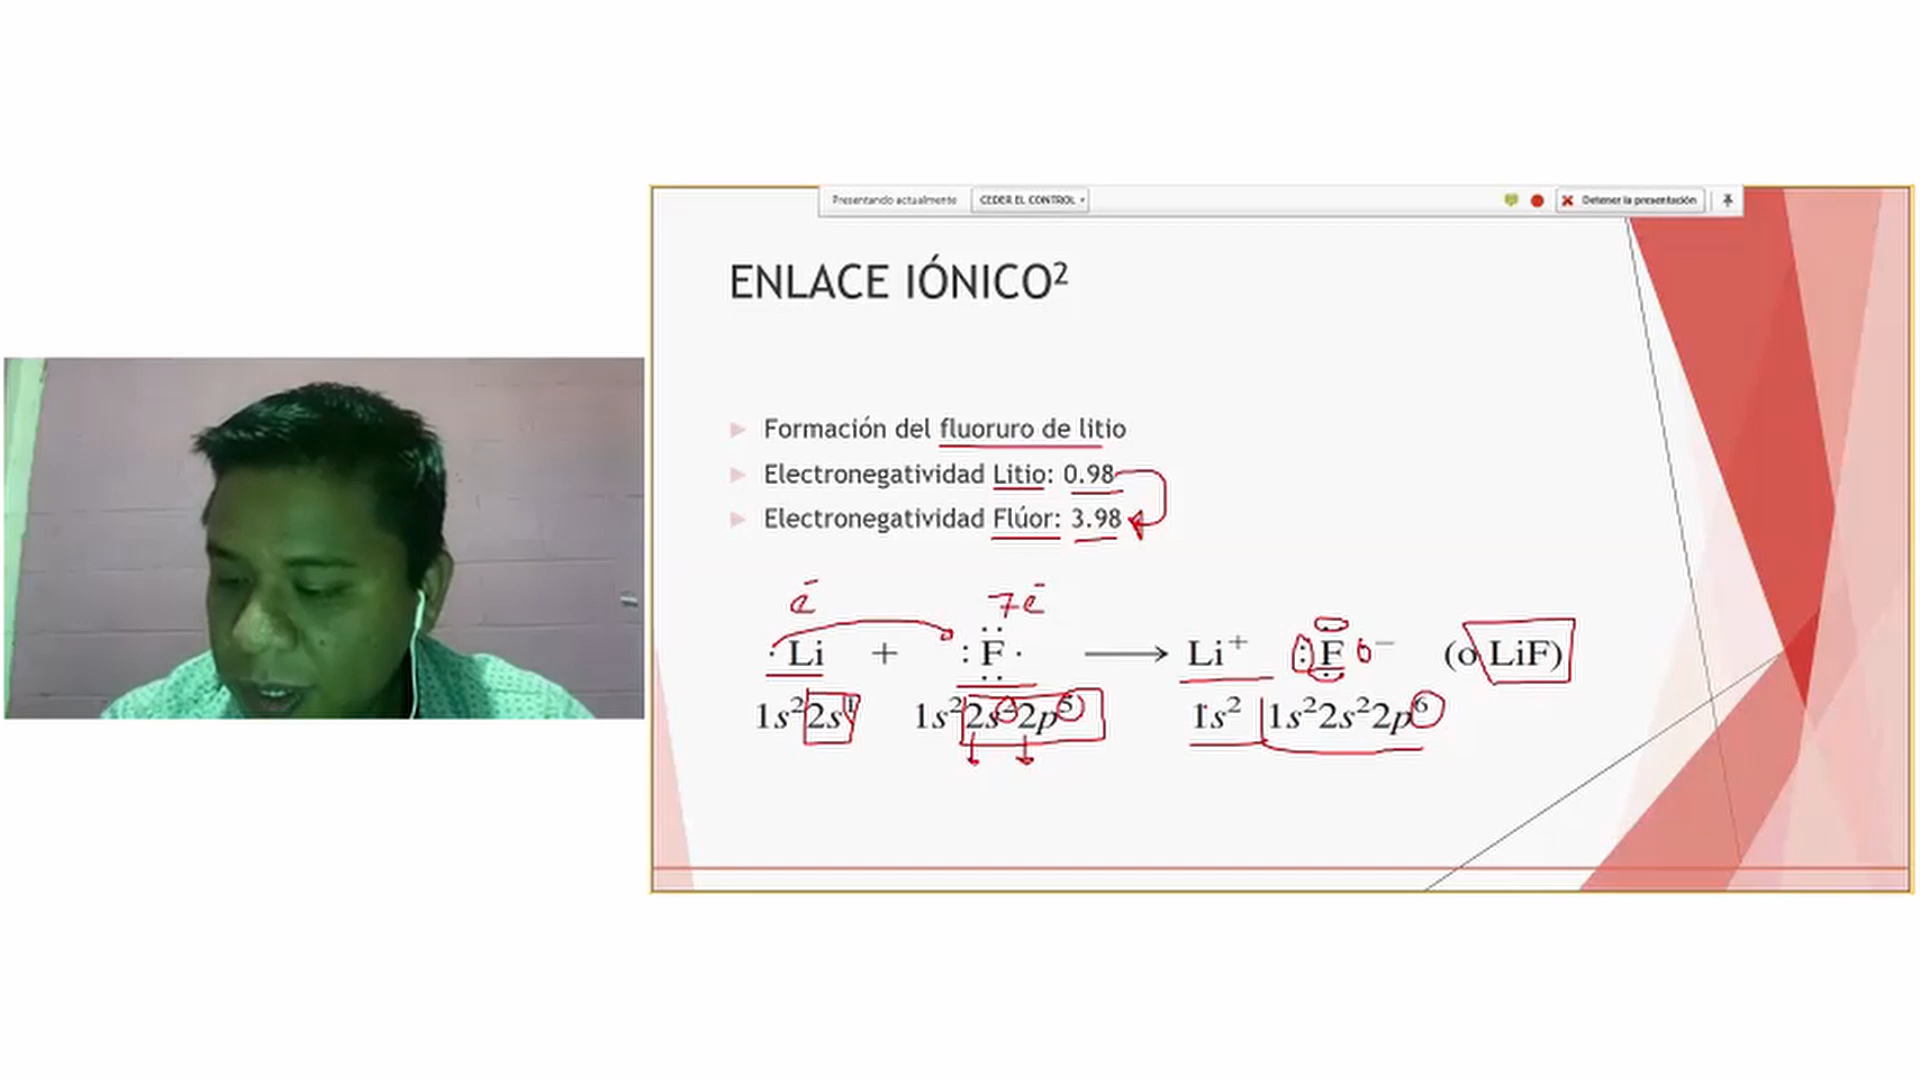 Presentando actualmente CEDER EL CONTROL Detener la presentación
ENLACE IÓNICO²
Formación del fluoruro de litio
Electronegatividad Litio: 0.98
Electronegatividad Flúor: 3.98
e⁻ 7e⁻
· Li + : F · ⟶ Li⁺ : F ⁻ (o LiF)
1s²2s¹ 1s²2s²2p⁵ 1s² 1s²2s²2p⁶